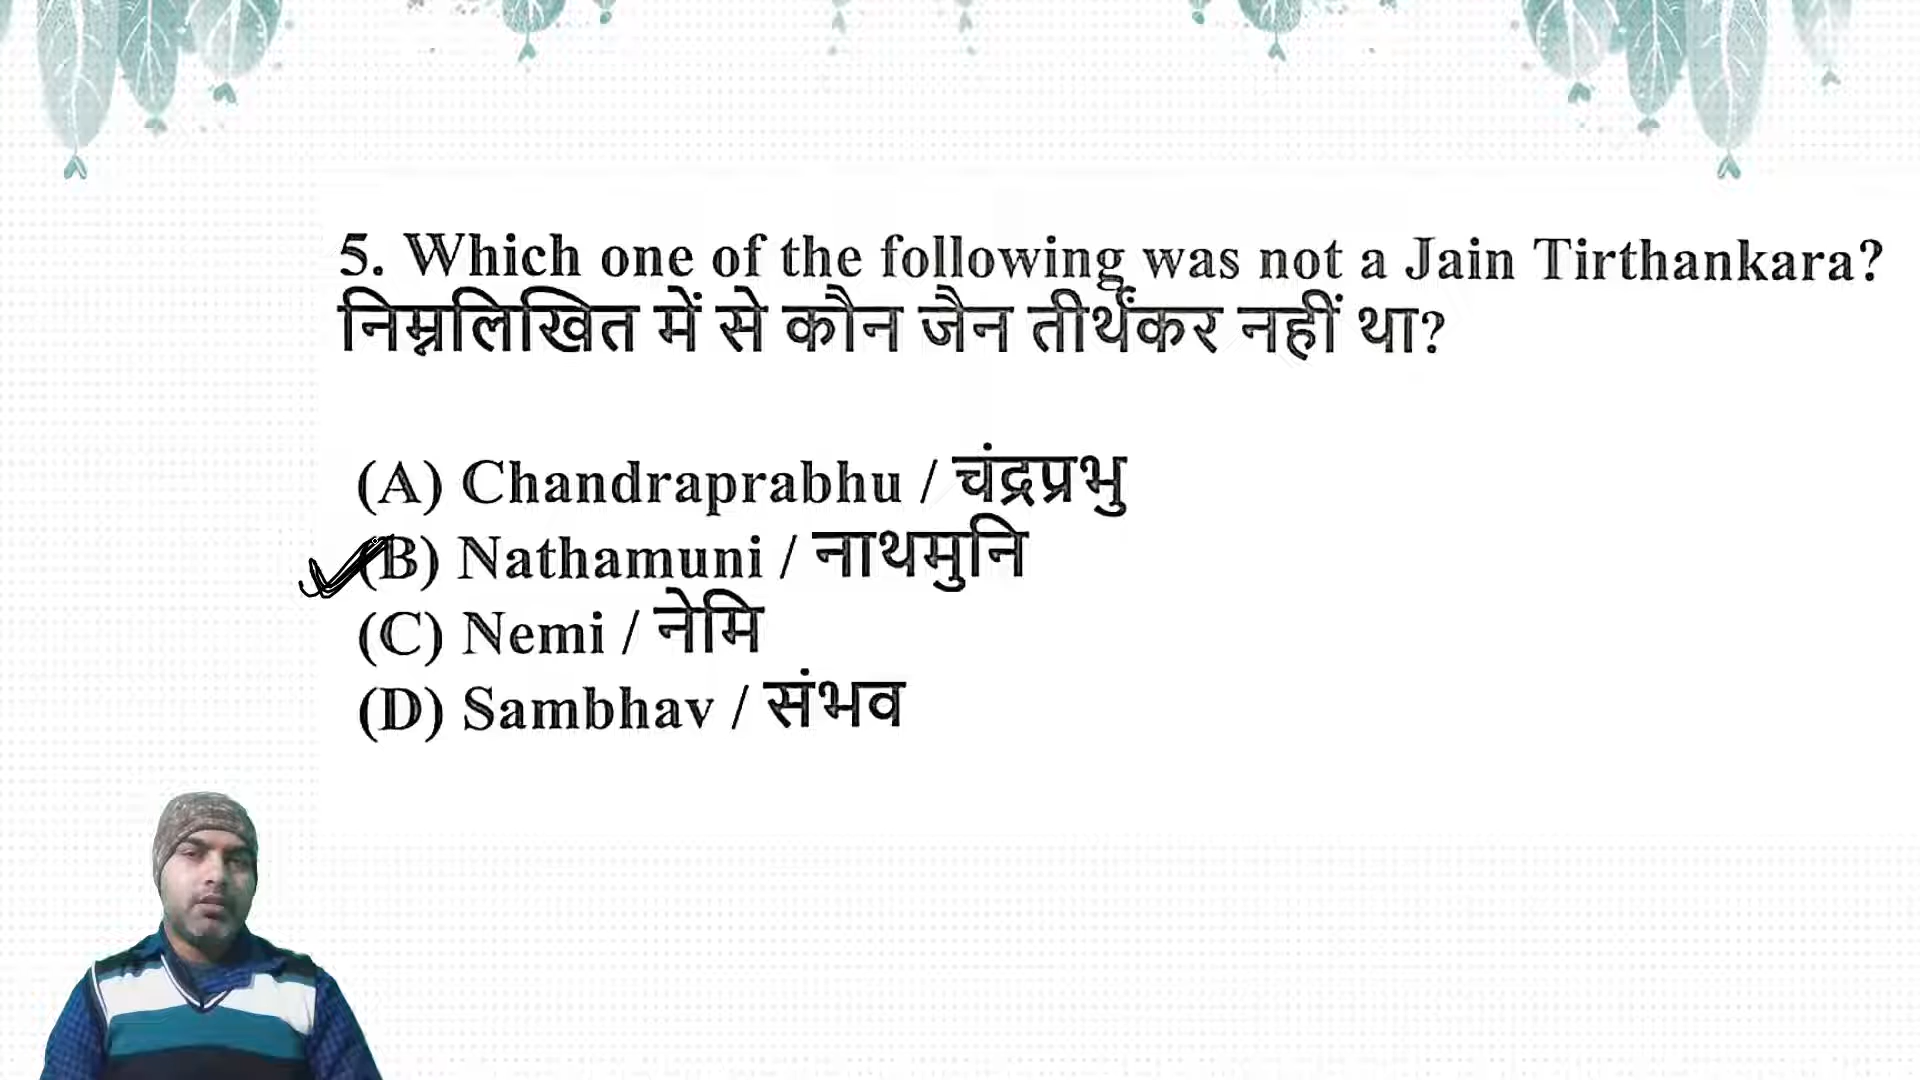 5. Which one of the following was not a Jain Tirthankara?
निम्नलिखित में से कौन जैन तीर्थंकर नहीं था?
(A) Chandraprabhu / चंद्रप्रभु
(B) Nathamuni / नाथमुनि
(C) Nemi / नेमि
(D) Sambhav / संभव